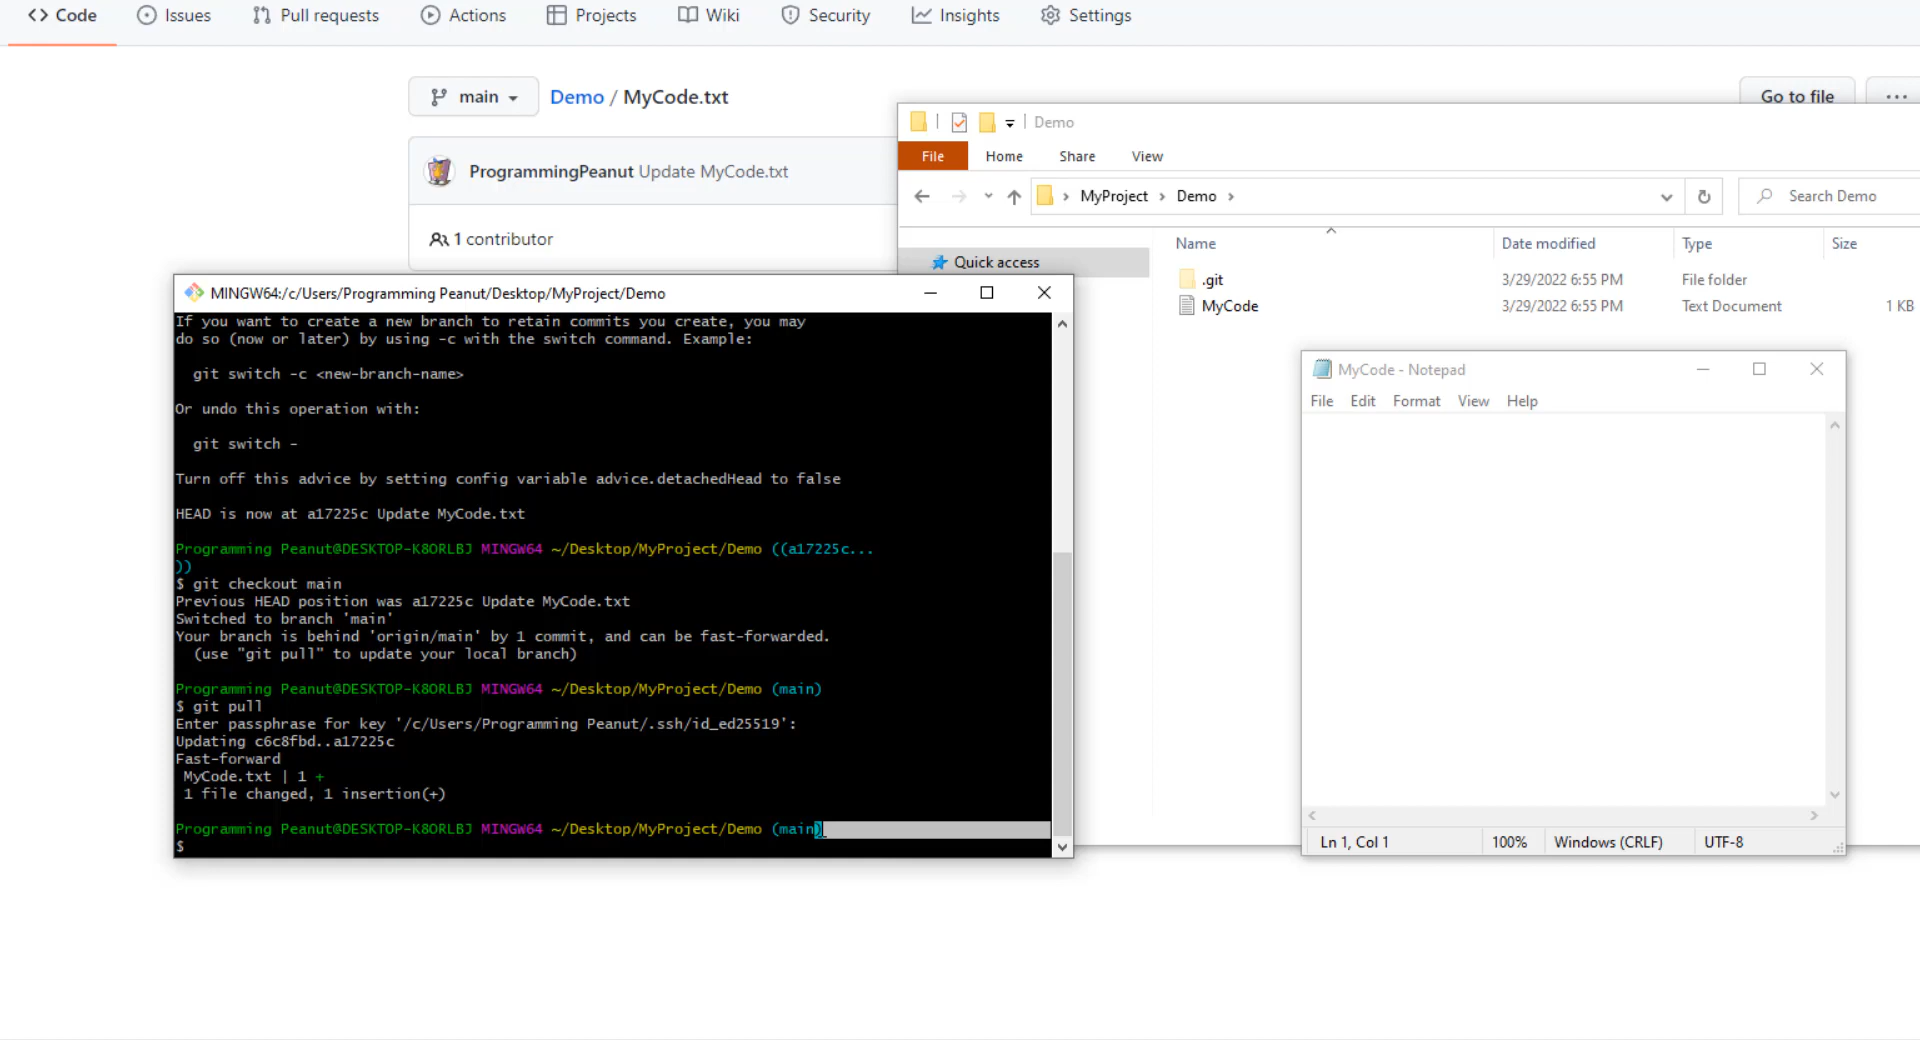 Code Issues Pull requests Actions Projects Wiki Security Insights Settings
main Demo / MyCode.txt Go to file ...
ProgrammingPeanut Update MyCode.txt
1 contributor
Demo
File Home Share View
MyProject Demo Search Demo
Name Date modified Type Size
Quick access
.git 3/29/2022 6:55 PM File folder
MyCode 3/29/2022 6:55 PM Text Document 1 KB
MINGW64:/c/Users/Programming Peanut/Desktop/MyProject/Demo
If you want to create a new branch to retain commits you create, you may
do so (now or later) by using -c with the switch command. Example:
git switch -c <new-branch-name>
Or undo this operation with:
git switch -
Turn off this advice by setting config variable advice.detachedHead to false
HEAD is now at a17225c Update MyCode.txt
Programming Peanut@DESKTOP-K8ORLBJ MINGW64 ~/Desktop/MyProject/Demo ((a17225c...
))
$ git checkout main
Previous HEAD position was a17225c Update MyCode.txt
Switched to branch 'main'
Your branch is behind 'origin/main' by 1 commit, and can be fast-forwarded.
(use "git pull" to update your local branch)
Programming Peanut@DESKTOP-K8ORLBJ MINGW64 ~/Desktop/MyProject/Demo (main)
$ git pull
Enter passphrase for key '/c/Users/Programming Peanut/.ssh/id_ed25519':
Updating c6c8fbd..a17225c
Fast-forward
MyCode.txt | 1 +
1 file changed, 1 insertion(+)
Programming Peanut@DESKTOP-K8ORLBJ MINGW64 ~/Desktop/MyProject/Demo (main)
$
MyCode - Notepad
File Edit Format View Help
Ln 1, Col 1 100% Windows (CRLF) UTF-8